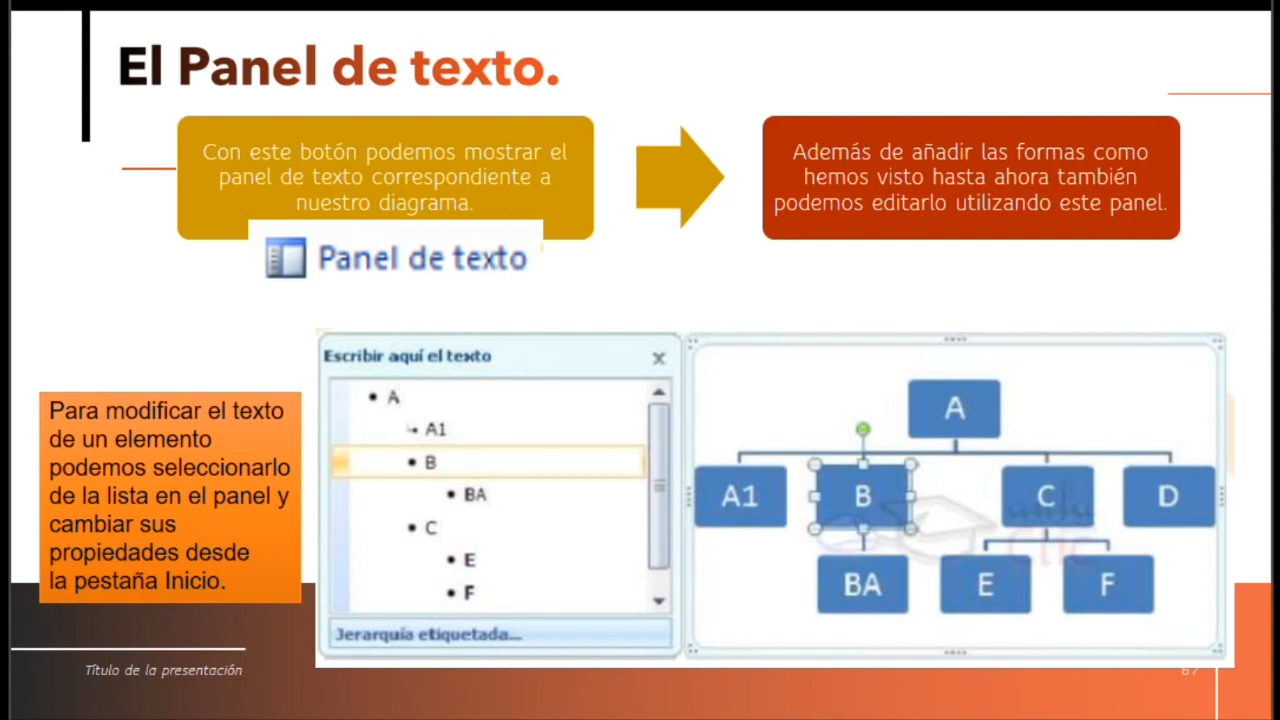 El Panel de texto.
Con este botón podemos mostrar el
panel de texto correspondiente a
nuestro diagrama.
Además de añadir las formas como
hemos visto hasta ahora también
podemos editarlo utilizando este panel.
Panel de texto
Para modificar el texto
de un elemento
podemos seleccionarlo
de la lista en el panel y
cambiar sus
propiedades desde
la pestaña Inicio.
Escribir aquí el texto
A
A1
B
BA
C
E
F
Jerarquía etiquetada...
A
A1
B
C
D
BA
E
F
aula
clic
Título de la presentación